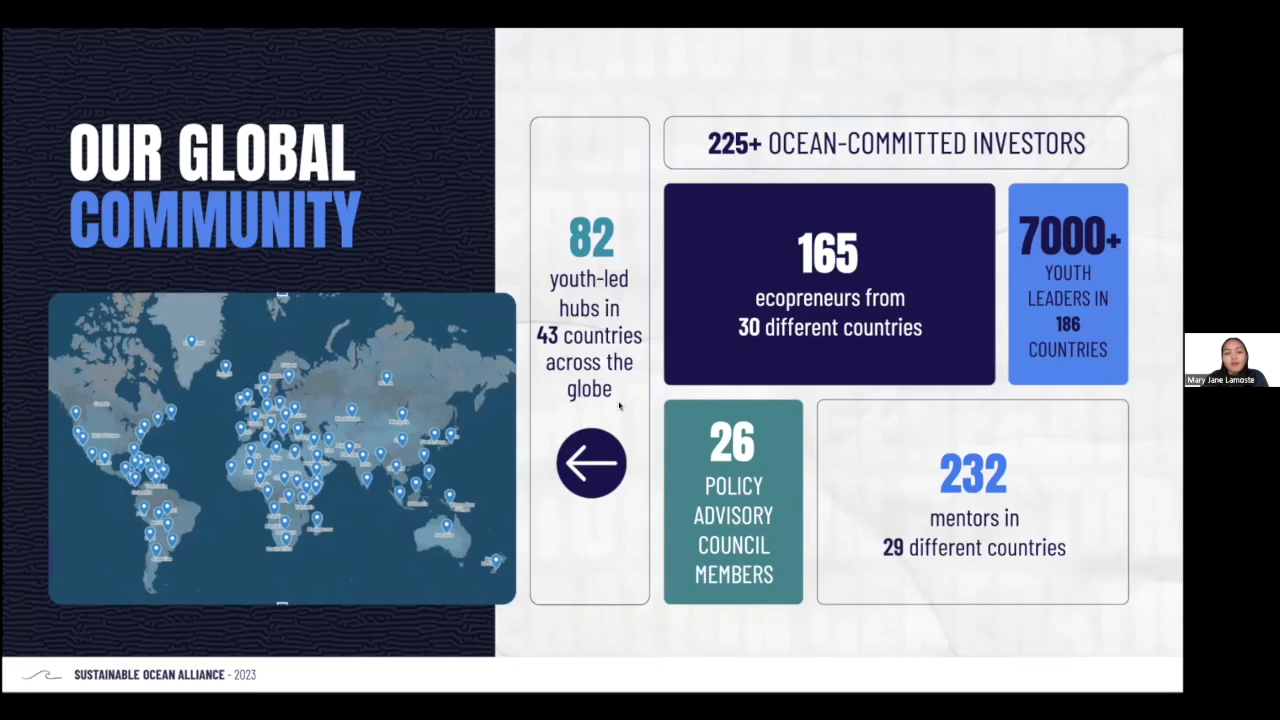 OUR GLOBAL
COMMUNITY
82
youth-led
hubs in
43 countries
across the
globe
225+ OCEAN-COMMITTED INVESTORS
165
ecopreneurs from
30 different countries
7000+
YOUTH
LEADERS IN
186
COUNTRIES
26
POLICY
ADVISORY
COUNCIL
MEMBERS
232
mentors in
29 different countries
SUSTAINABLE OCEAN ALLIANCE - 2023
Mary Jane Lamoste